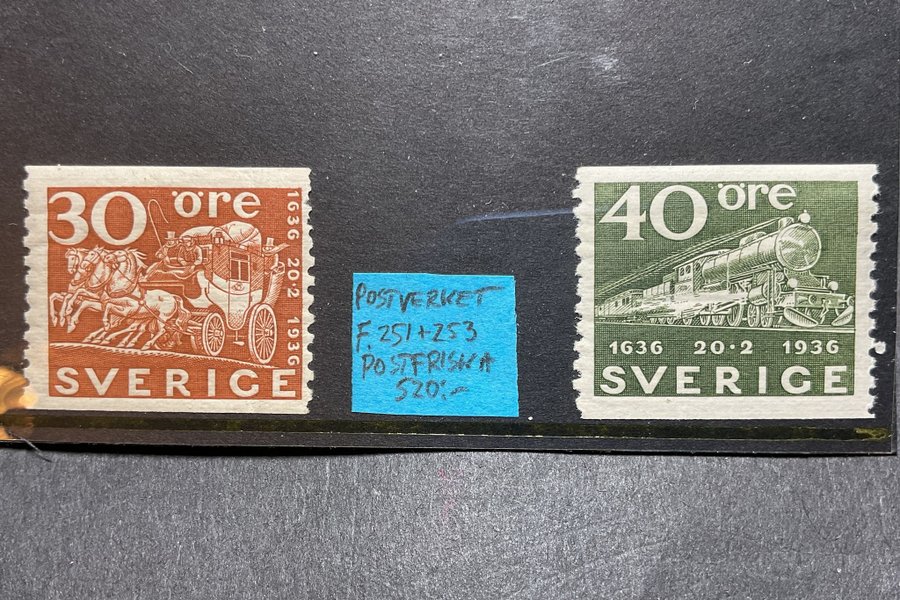 30 öre
1636 20·2 1936
SVERIGE
POSTVERKET
F. 251+253
POSTFRISKA
520:-
40 öre
1636 20·2 1936
SVERIGE